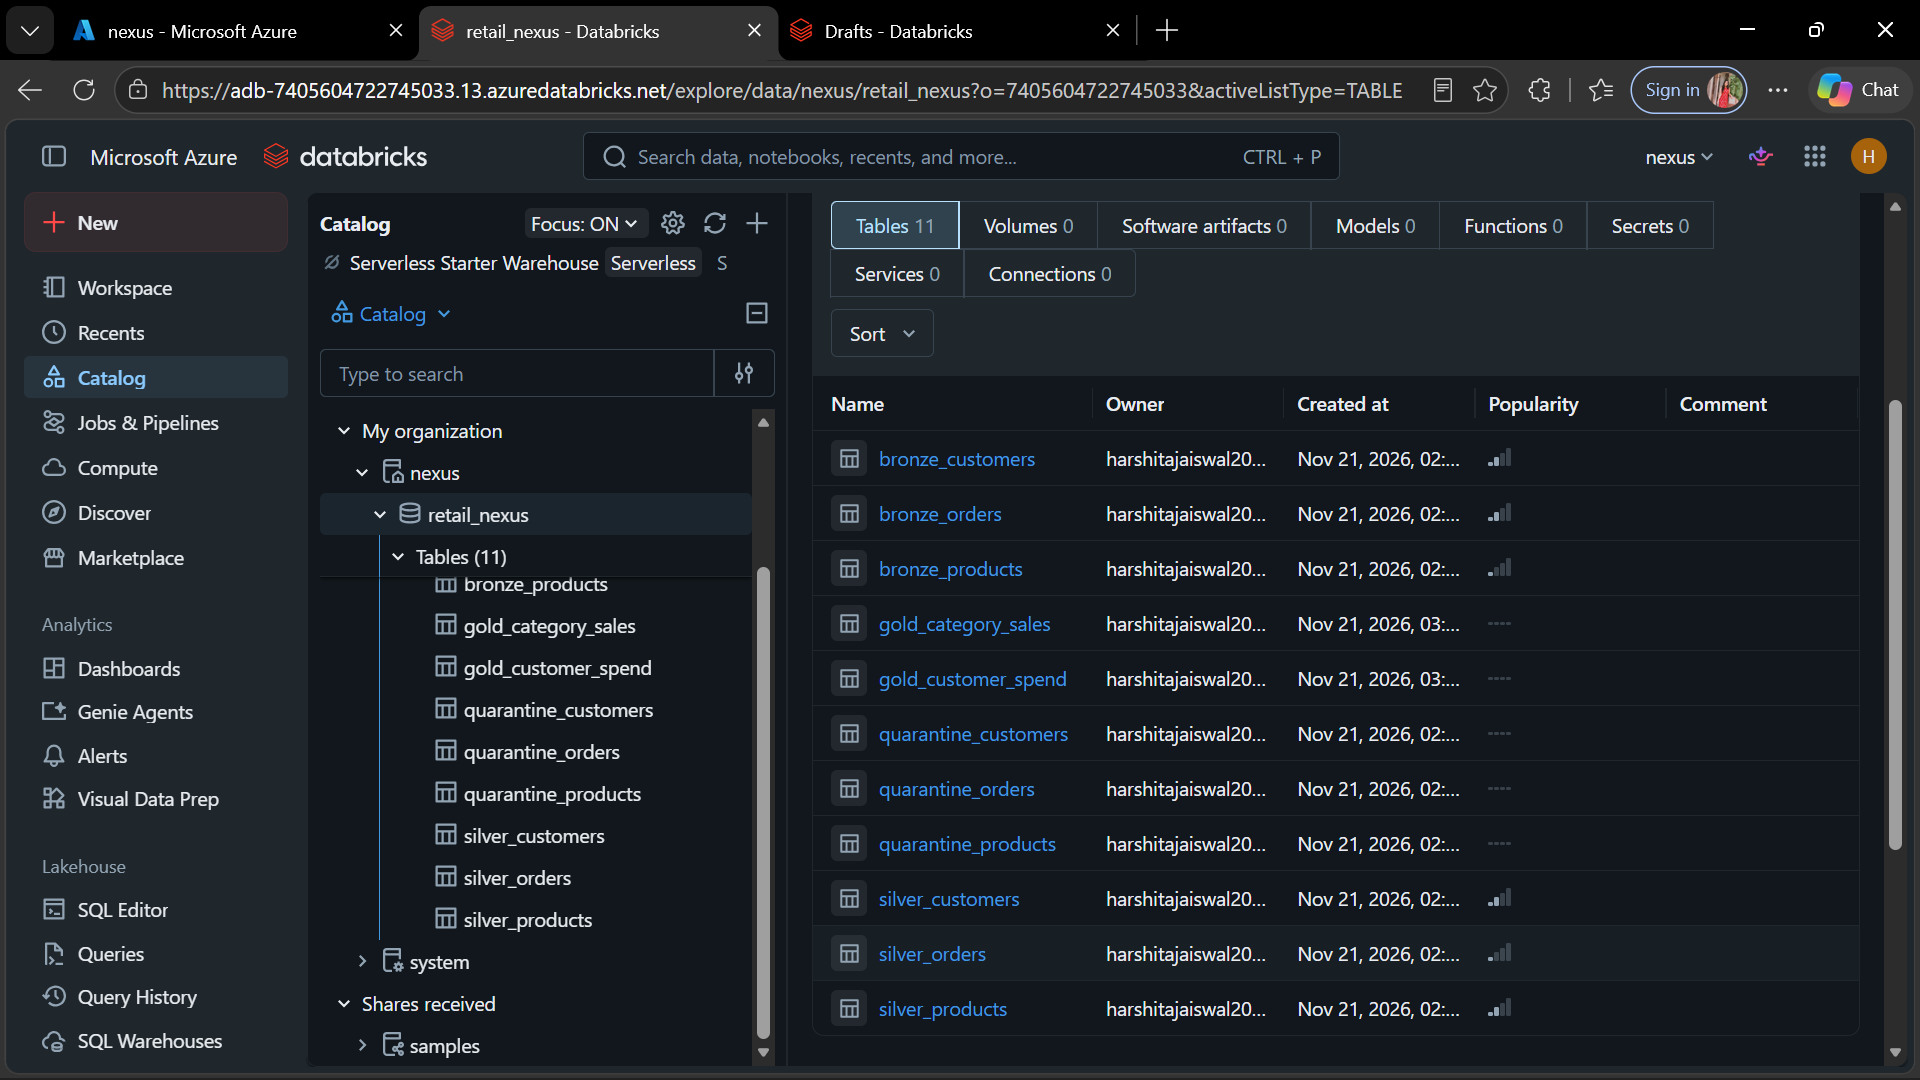 nexus - Microsoft Azure
retail_nexus - Databricks
Drafts - Databricks
https://adb-7405604722745033.13.azuredatabricks.net/explore/data/nexus/retail_nexus?o=7405604722745033&activeListType=TABLE
Sign in
Chat
Microsoft Azure databricks
Search data, notebooks, recents, and more... CTRL + P
nexus
H
New
Workspace
Recents
Catalog
Jobs & Pipelines
Compute
Discover
Marketplace
Analytics
Dashboards
Genie Agents
Alerts
Visual Data Prep
Lakehouse
SQL Editor
Queries
Query History
SQL Warehouses
Catalog
Focus: ON
Serverless Starter Warehouse Serverless S
Catalog
Type to search
My organization
nexus
retail_nexus
Tables (11)
bronze_products
gold_category_sales
gold_customer_spend
quarantine_customers
quarantine_orders
quarantine_products
silver_customers
silver_orders
silver_products
system
Shares received
samples
Tables 11
Volumes 0
Software artifacts 0
Models 0
Functions 0
Secrets 0
Services 0
Connections 0
Sort
Name Owner Created at Popularity Comment
bronze_customers harshitajaiswal20... Nov 21, 2026, 02:...
bronze_orders harshitajaiswal20... Nov 21, 2026, 02:...
bronze_products harshitajaiswal20... Nov 21, 2026, 02:...
gold_category_sales harshitajaiswal20... Nov 21, 2026, 03:...
gold_customer_spend harshitajaiswal20... Nov 21, 2026, 03:...
quarantine_customers harshitajaiswal20... Nov 21, 2026, 02:...
quarantine_orders harshitajaiswal20... Nov 21, 2026, 02:...
quarantine_products harshitajaiswal20... Nov 21, 2026, 02:...
silver_customers harshitajaiswal20... Nov 21, 2026, 02:...
silver_orders harshitajaiswal20... Nov 21, 2026, 02:...
silver_products harshitajaiswal20... Nov 21, 2026, 02:...